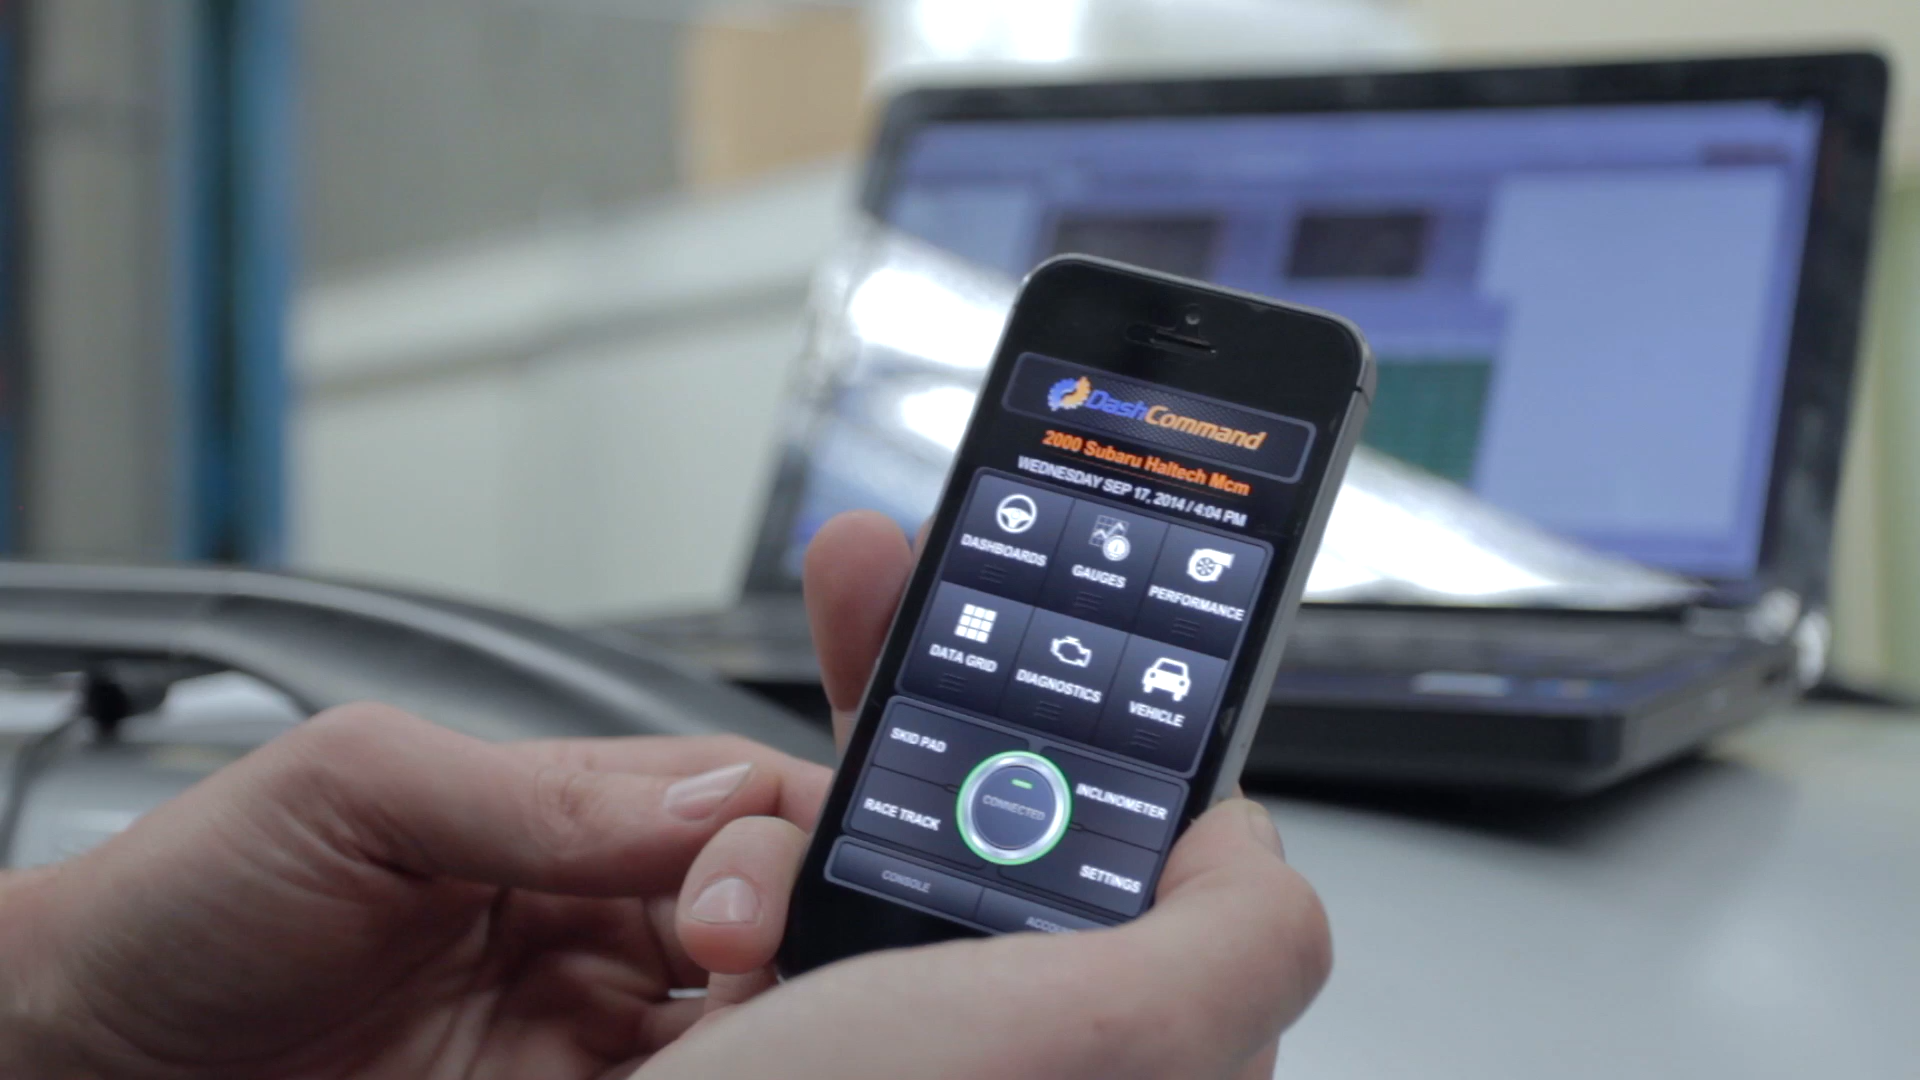 DashCommand
2000 Subaru Haltech Mcm
WEDNESDAY SEP 17, 2014 / 4:04 PM
DASHBOARDS
GAUGES
PERFORMANCE
DATA GRID
DIAGNOSTICS
VEHICLE
SKID PAD
INCLINOMETER
CONNECTED
RACE TRACK
SETTINGS
CONSOLE